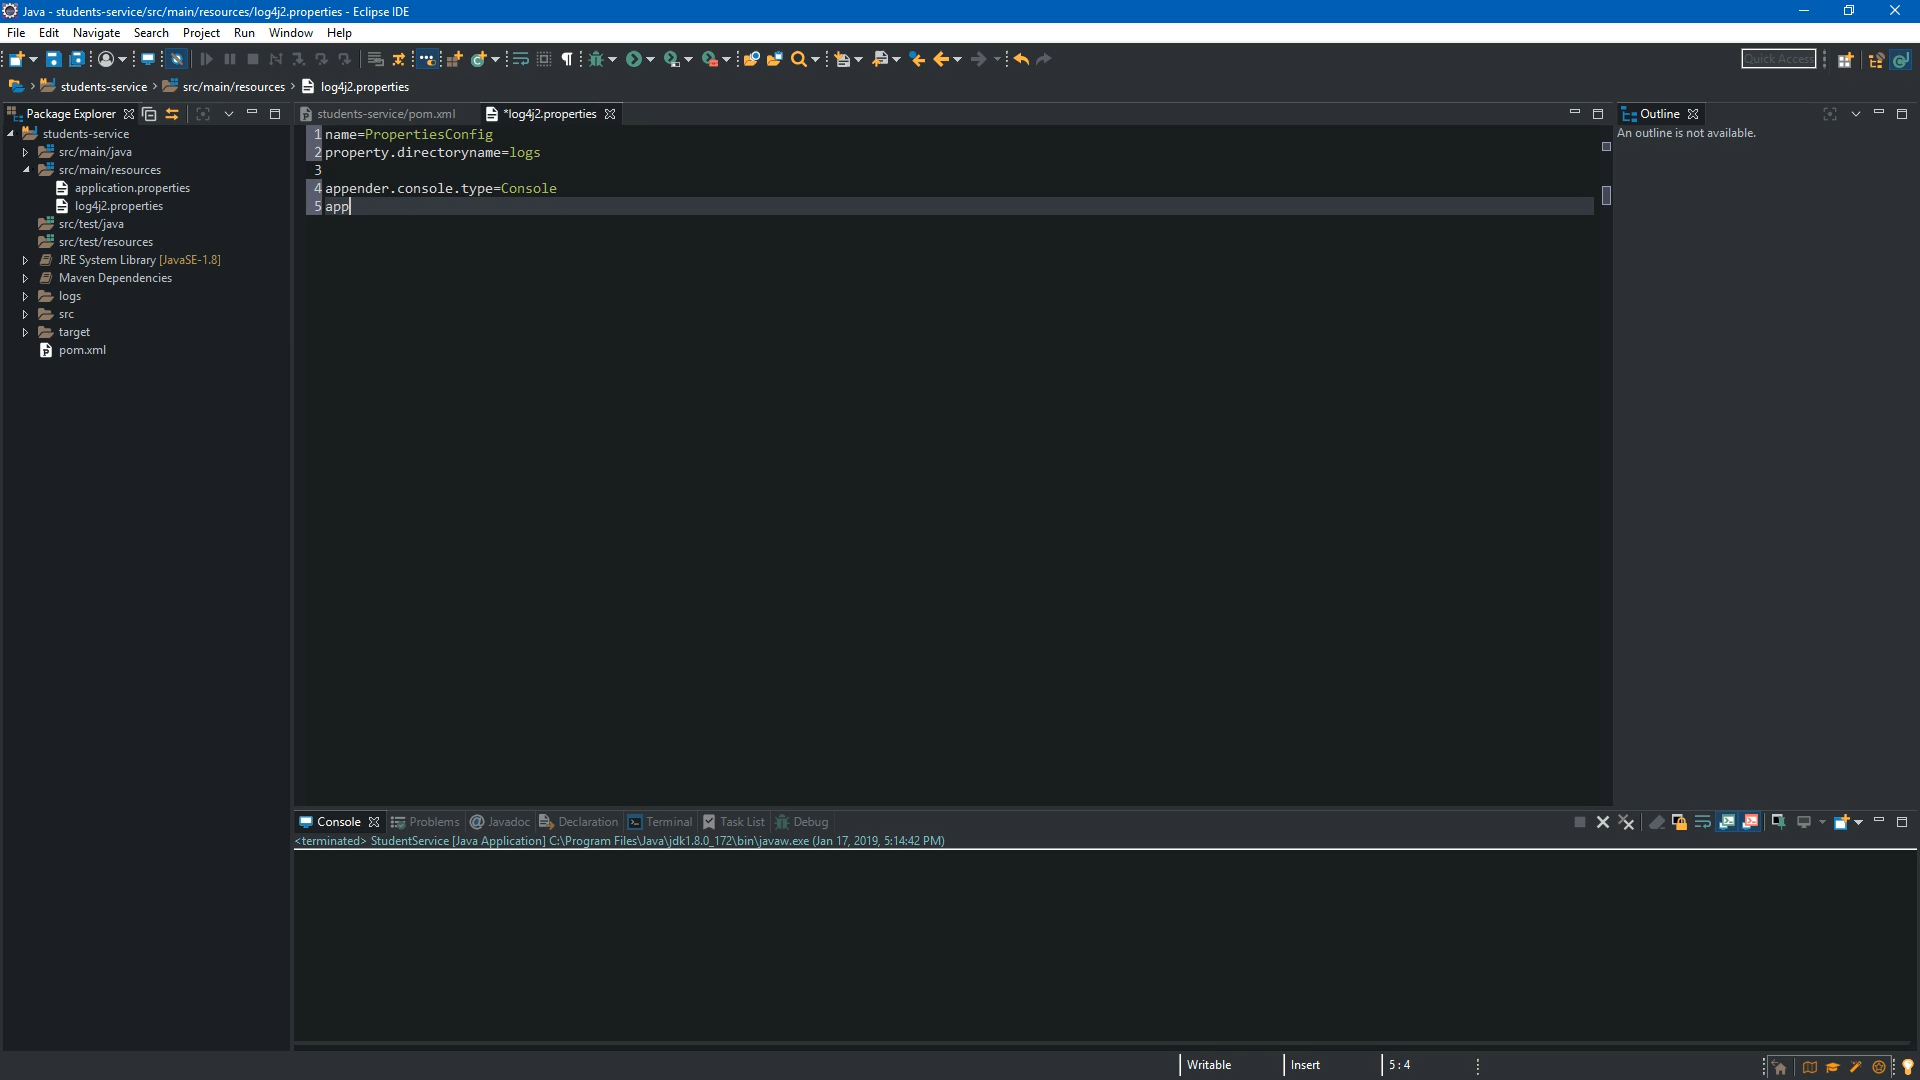 Java - students-service/src/main/resources/log4j2.properties - Eclipse IDE
File Edit Navigate Search Project Run Window Help
Quick Access
students-service src/main/resources log4j2.properties
Package Explorer
students-service
src/main/java
src/main/resources
application.properties
log4j2.properties
src/test/java
src/test/resources
JRE System Library [JavaSE-1.8]
Maven Dependencies
logs
src
target
pom.xml
students-service/pom.xml *log4j2.properties
1 name=PropertiesConfig
2 property.directoryname=logs
3
4 appender.console.type=Console
5 app
Outline
An outline is not available.
Console Problems Javadoc Declaration Terminal Task List Debug
<terminated> StudentService [Java Application] C:\Program Files\Java\jdk1.8.0_172\bin\javaw.exe (Jan 17, 2019, 5:14:42 PM)
Writable Insert 5 : 4